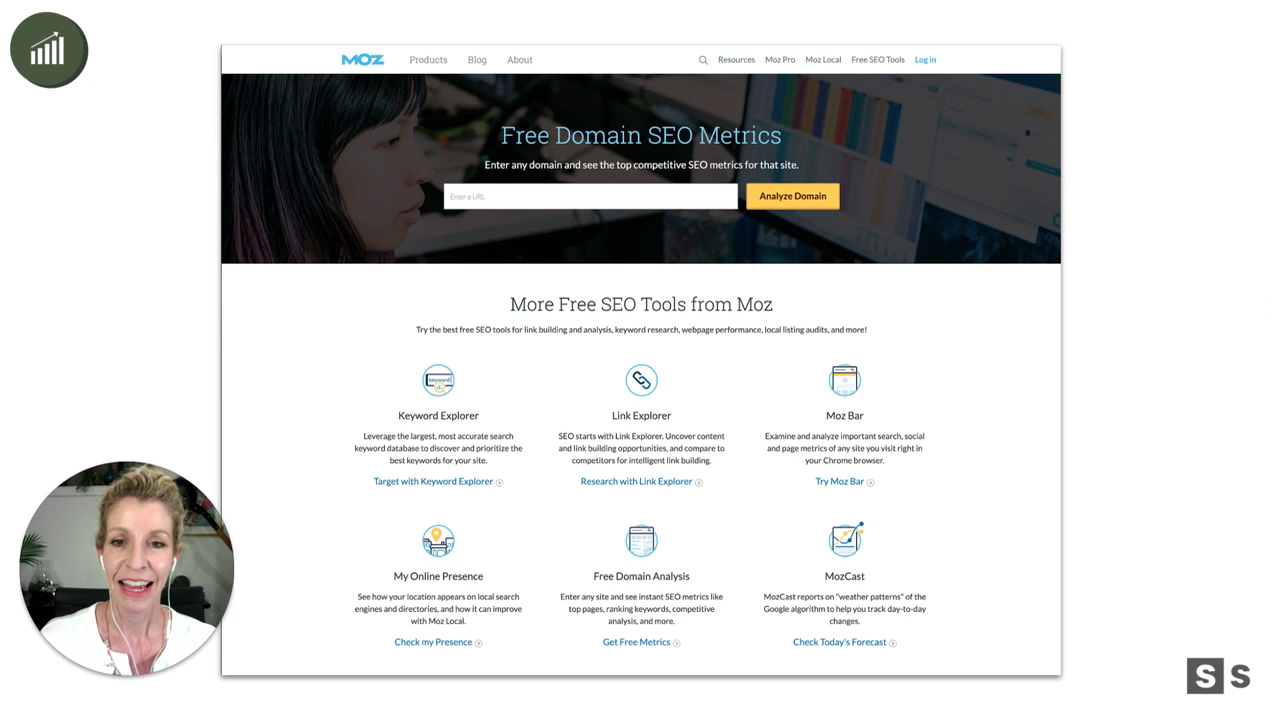 MOZ Products Blog About Resources Moz Pro Moz Local Free SEO Tools Log in
Free Domain SEO Metrics
Enter any domain and see the top competitive SEO metrics for that site.
Enter a URL
Analyze Domain
More Free SEO Tools from Moz
Try the best free SEO tools for link building and analysis, keyword research, webpage performance, local listing audits, and more!
keyword
Keyword Explorer
Leverage the largest, most accurate search
keyword database to discover and prioritize the
best keywords for your site.
Target with Keyword Explorer
Link Explorer
SEO starts with Link Explorer. Uncover content
and link building opportunities, and compare to
competitors for intelligent link building.
Research with Link Explorer
Moz Bar
Examine and analyze important search, social
and page metrics of any site you visit right in
your Chrome browser.
Try Moz Bar
My Online Presence
See how your location appears on local search
engines and directories, and how it can improve
with Moz Local.
Check my Presence
Free Domain Analysis
Enter any site and see instant SEO metrics like
top pages, ranking keywords, competitive
analysis, and more.
Get Free Metrics
MozCast
MozCast reports on "weather patterns" of the
Google algorithm to help you track day-to-day
changes.
Check Today's Forecast
S S